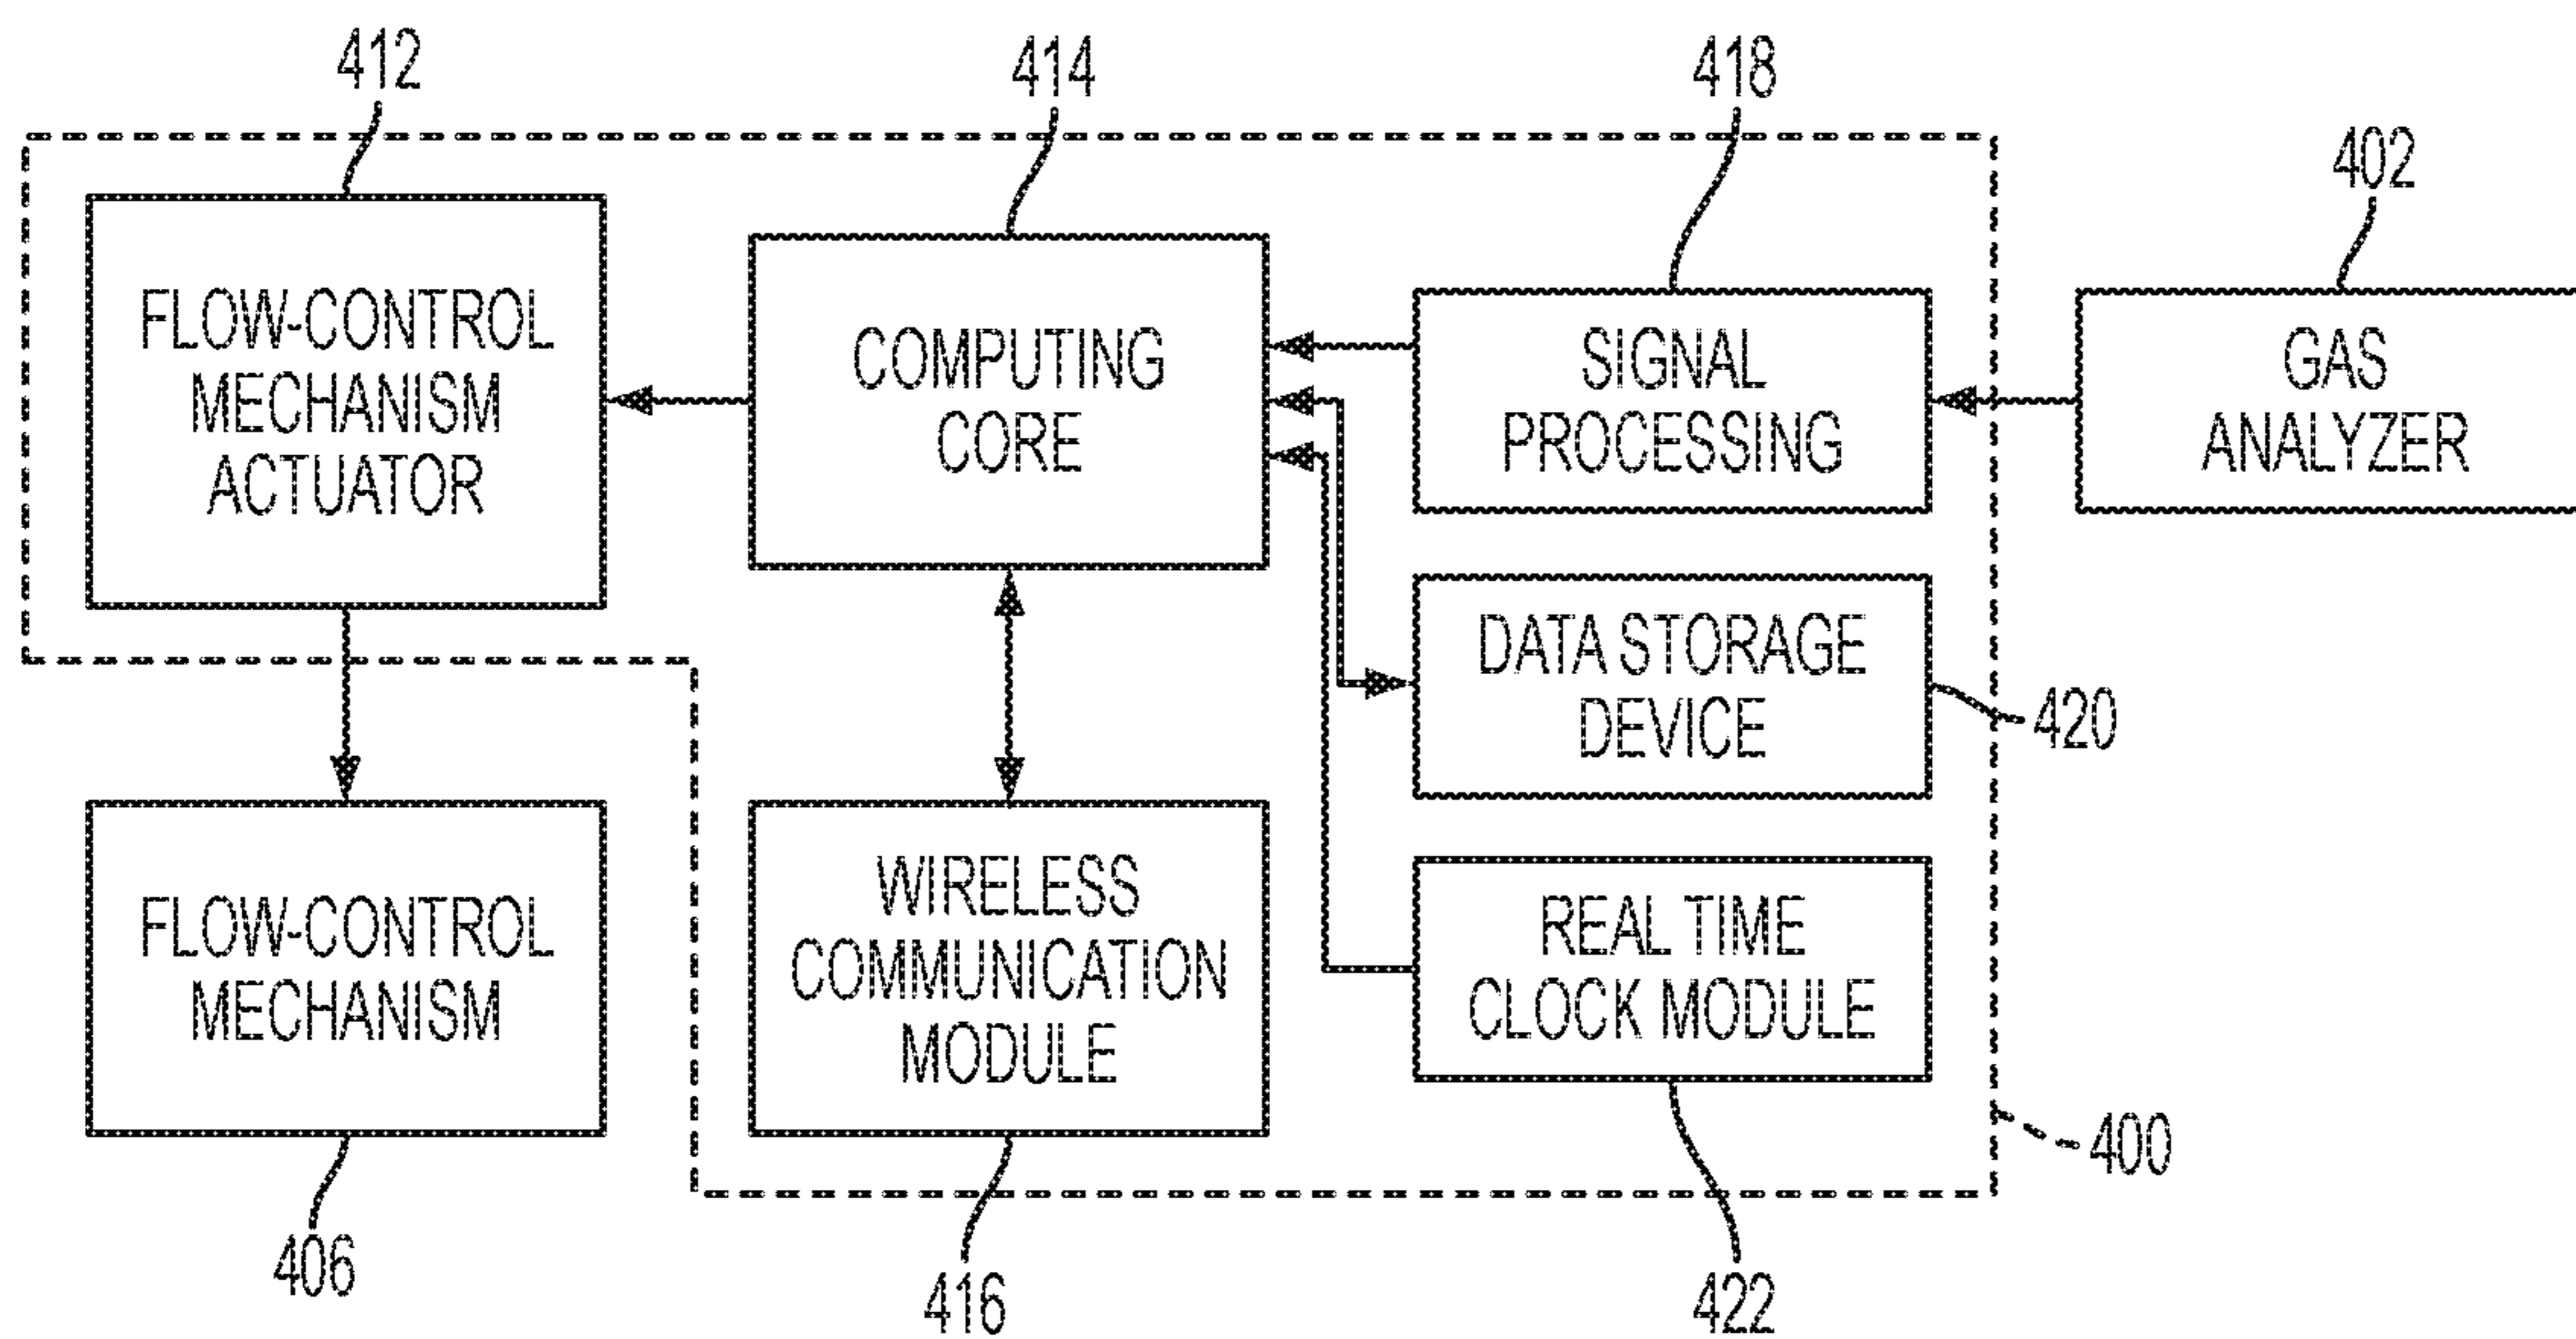 412
414
418
402
FLOW-CONTROL
MECHANISM
ACTUATOR
COMPUTING
CORE
SIGNAL
PROCESSING
GAS
ANALYZER
DATA STORAGE
DEVICE
420
FLOW-CONTROL
MECHANISM
WIRELESS
COMMUNICATION
MODULE
REAL TIME
CLOCK MODULE
400
406
416
422